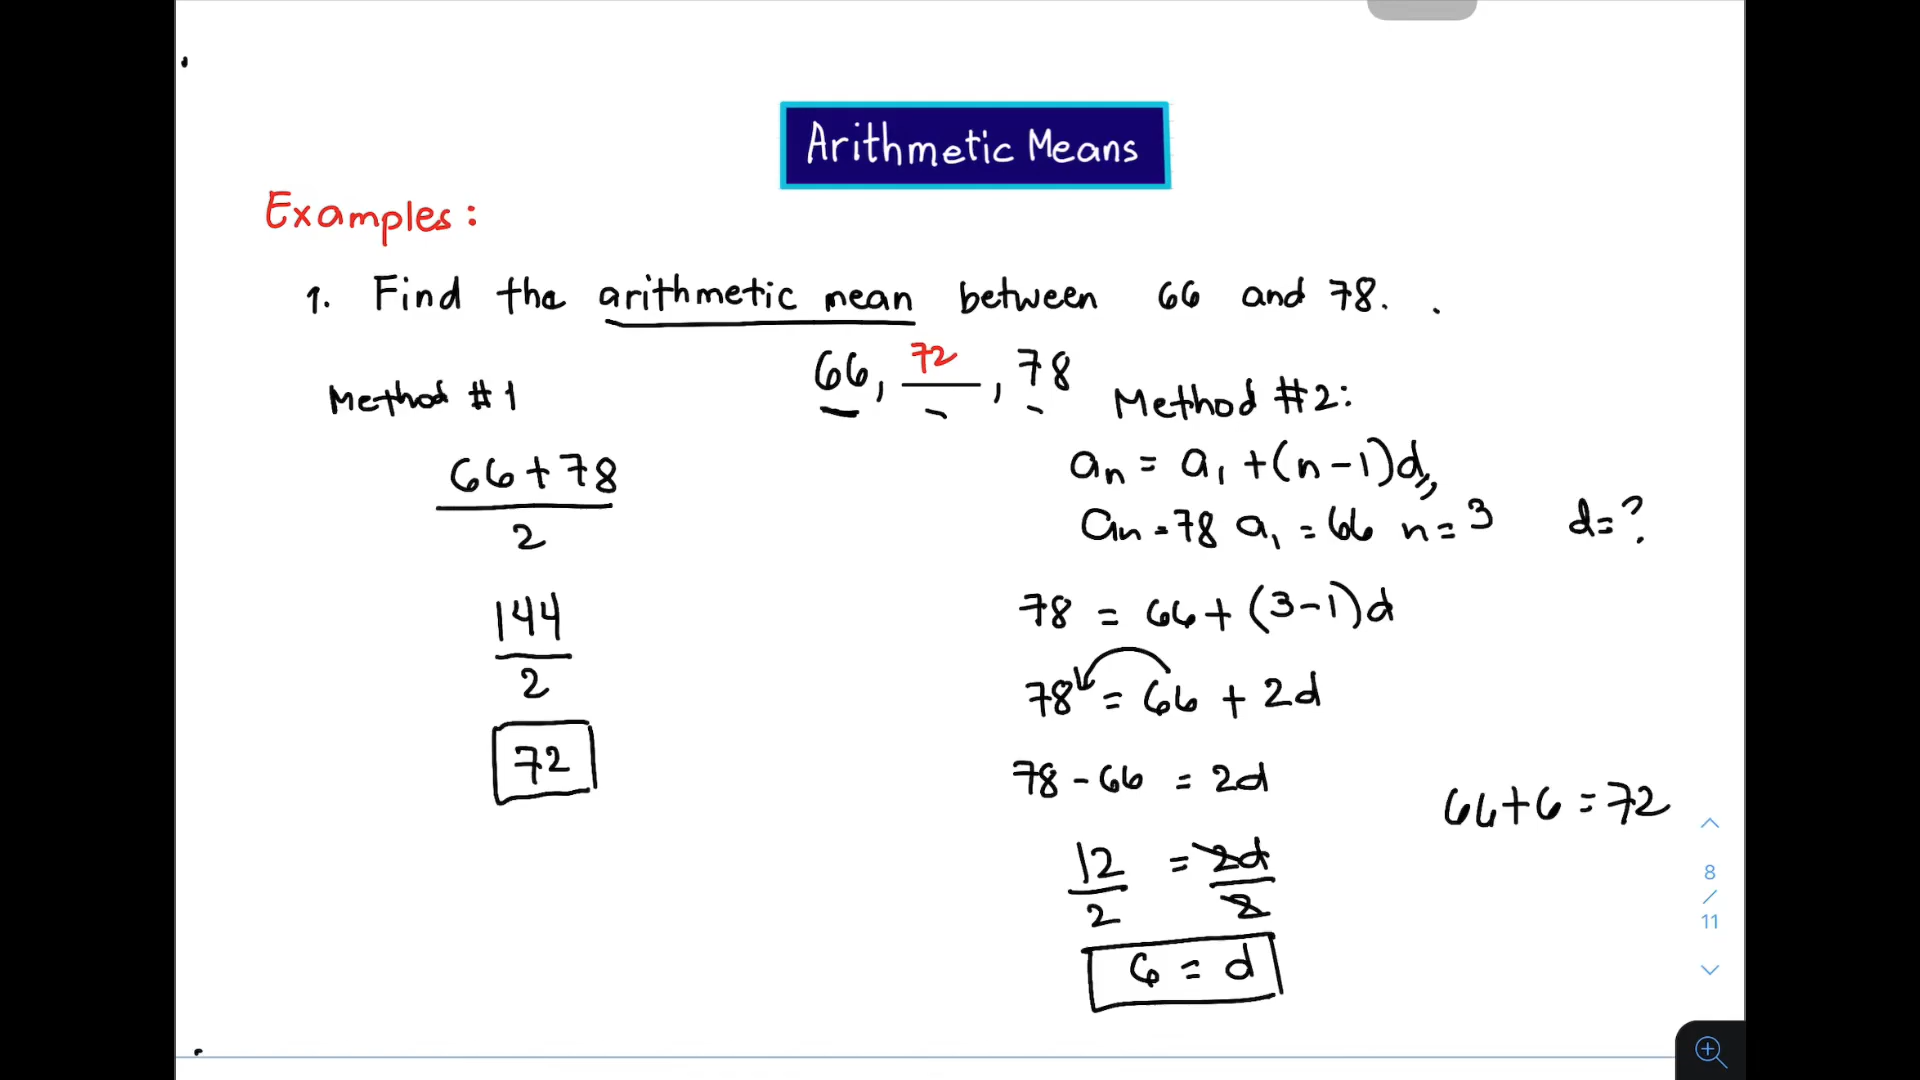 Arithmetic Means
Examples:
1. Find the arithmetic mean between 66 and 78.
66, 72, 78
Method #1
66+78
2
144
2
72
Method #2:
an = a1 +(n-1)d
an = 78 a1 = 66 n = 3 d=?
78 = 66 + (3-1)d
78 = 66 + 2d
78 - 66 = 2d
12 = 2d
2 2
6 = d
66+6 = 72
8
/
11